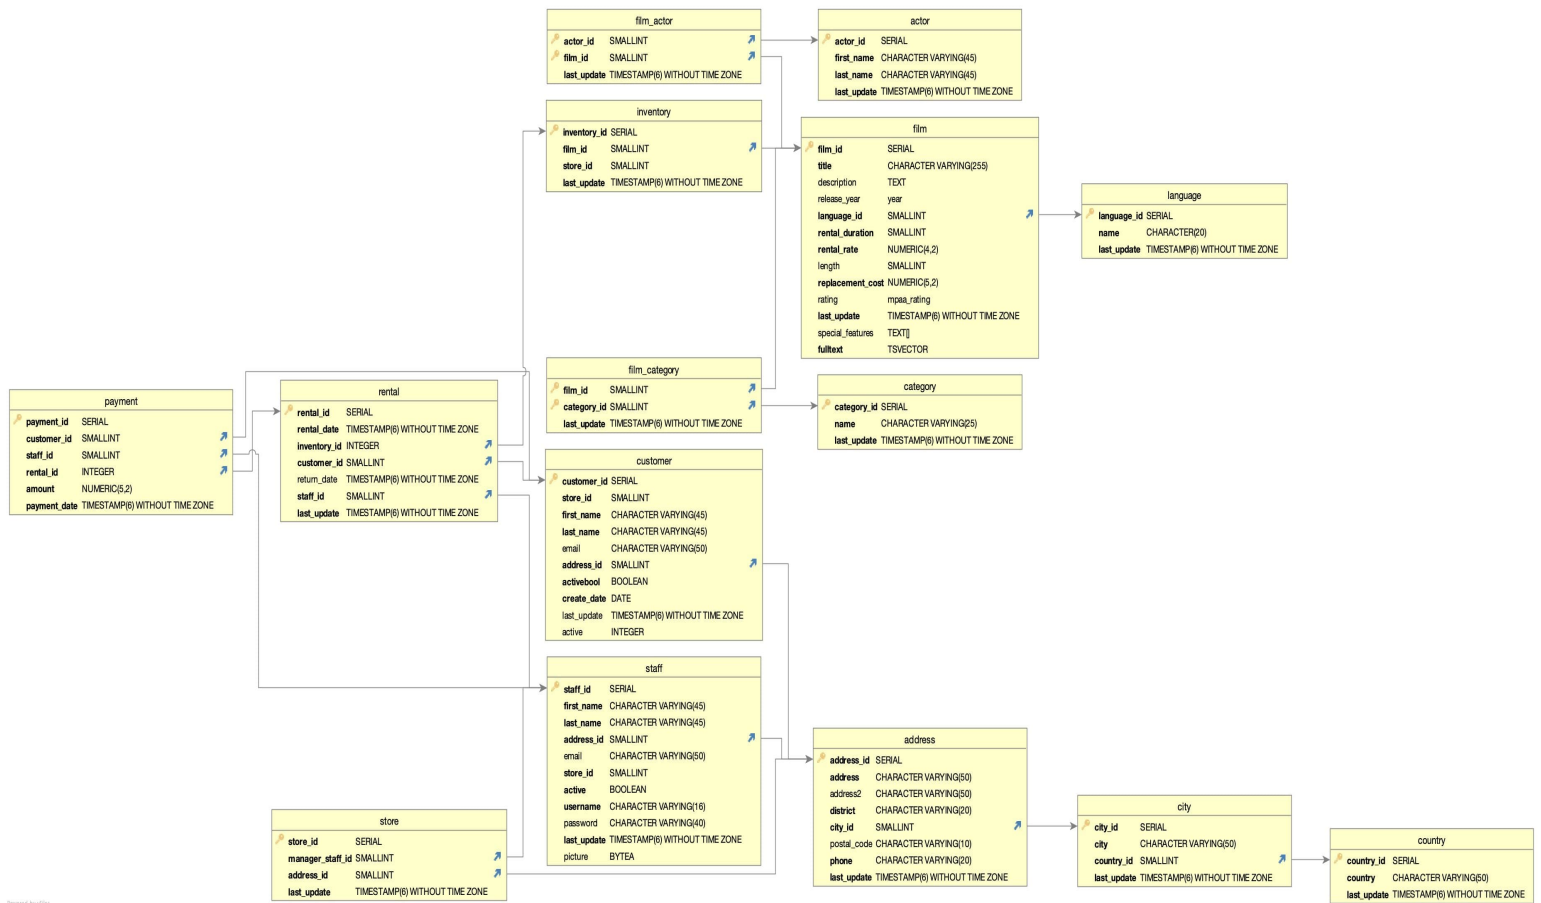 film_actor
actor_id SMALLINT
film_id SMALLINT
last_update TIMESTAMP(6) WITHOUT TIME ZONE
actor
actor_id SERIAL
first_name CHARACTER VARYING(45)
last_name CHARACTER VARYING(45)
last_update TIMESTAMP(6) WITHOUT TIME ZONE
inventory
inventory_id SERIAL
film_id SMALLINT
store_id SMALLINT
last_update TIMESTAMP(6) WITHOUT TIME ZONE
film
film_id SERIAL
title CHARACTER VARYING(255)
description TEXT
release_year year
language_id SMALLINT
rental_duration SMALLINT
rental_rate NUMERIC(4,2)
length SMALLINT
replacement_cost NUMERIC(5,2)
rating mpaa_rating
last_update TIMESTAMP(6) WITHOUT TIME ZONE
special_features TEXT[]
fulltext TSVECTOR
language
language_id SERIAL
name CHARACTER(20)
last_update TIMESTAMP(6) WITHOUT TIME ZONE
payment
payment_id SERIAL
customer_id SMALLINT
staff_id SMALLINT
rental_id INTEGER
amount NUMERIC(5,2)
payment_date TIMESTAMP(6) WITHOUT TIME ZONE
rental
rental_id SERIAL
rental_date TIMESTAMP(6) WITHOUT TIME ZONE
inventory_id INTEGER
customer_id SMALLINT
return_date TIMESTAMP(6) WITHOUT TIME ZONE
staff_id SMALLINT
last_update TIMESTAMP(6) WITHOUT TIME ZONE
film_category
film_id SMALLINT
category_id SMALLINT
last_update TIMESTAMP(6) WITHOUT TIME ZONE
category
category_id SERIAL
name CHARACTER VARYING(25)
last_update TIMESTAMP(6) WITHOUT TIME ZONE
customer
customer_id SERIAL
store_id SMALLINT
first_name CHARACTER VARYING(45)
last_name CHARACTER VARYING(45)
email CHARACTER VARYING(50)
address_id SMALLINT
activebool BOOLEAN
create_date DATE
last_update TIMESTAMP(6) WITHOUT TIME ZONE
active INTEGER
staff
staff_id SERIAL
first_name CHARACTER VARYING(45)
last_name CHARACTER VARYING(45)
address_id SMALLINT
email CHARACTER VARYING(50)
store_id SMALLINT
active BOOLEAN
username CHARACTER VARYING(16)
password CHARACTER VARYING(40)
last_update TIMESTAMP(6) WITHOUT TIME ZONE
picture BYTEA
store
store_id SERIAL
manager_staff_id SMALLINT
address_id SMALLINT
last_update TIMESTAMP(6) WITHOUT TIME ZONE
address
address_id SERIAL
address CHARACTER VARYING(50)
address2 CHARACTER VARYING(50)
district CHARACTER VARYING(20)
city_id SMALLINT
postal_code CHARACTER VARYING(10)
phone CHARACTER VARYING(20)
last_update TIMESTAMP(6) WITHOUT TIME ZONE
city
city_id SERIAL
city CHARACTER VARYING(50)
country_id SMALLINT
last_update TIMESTAMP(6) WITHOUT TIME ZONE
country
country_id SERIAL
country CHARACTER VARYING(50)
last_update TIMESTAMP(6) WITHOUT TIME ZONE